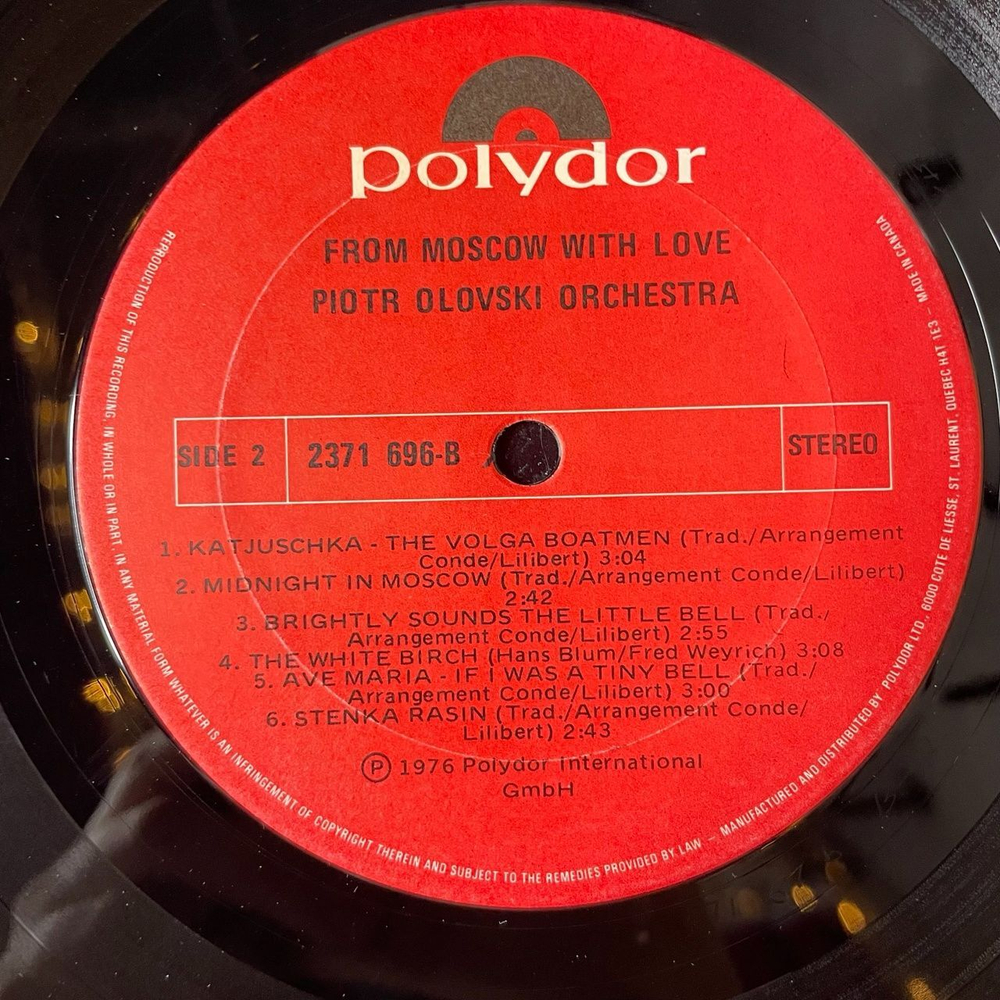 polydor
FROM MOSCOW WITH LOVE
PIOTR OLOVSKI ORCHESTRA
SIDE 2 2371 696-B STEREO
1. KATJUSCHKA - THE VOLGA BOATMEN (Trad./Arrangement
Conde/Lilibert) 3:04
2. MIDNIGHT IN MOSCOW (Trad./Arrangement Conde/Lilibert)
2:42
3. BRIGHTLY SOUNDS THE LITTLE BELL (Trad./
Arrangement Conde/Lilibert) 2:55
4. THE WHITE BIRCH (Hans Blum/Fred Weyrich) 3:08
5. AVE MARIA - IF I WAS A TINY BELL (Trad./
Arrangement Conde/Lilibert) 3:00
6. STENKA RASIN (Trad./Arrangement Conde/
Lilibert) 2:43
Ⓟ 1976 Polydor International
GmbH
REPRODUCTION OF THIS RECORDING, IN WHOLE OR IN PART, IN ANY MATERIAL FORM WHATEVER IS AN INFRINGEMENT OF COPYRIGHT THEREIN AND SUBJECT TO THE REMEDIES PROVIDED BY LAW – MANUFACTURED AND DISTRIBUTED BY POLYDOR LTD., 6000 COTE DE LIESSE, ST. LAURENT, QUEBEC H4T 1E3 – MADE IN CANADA